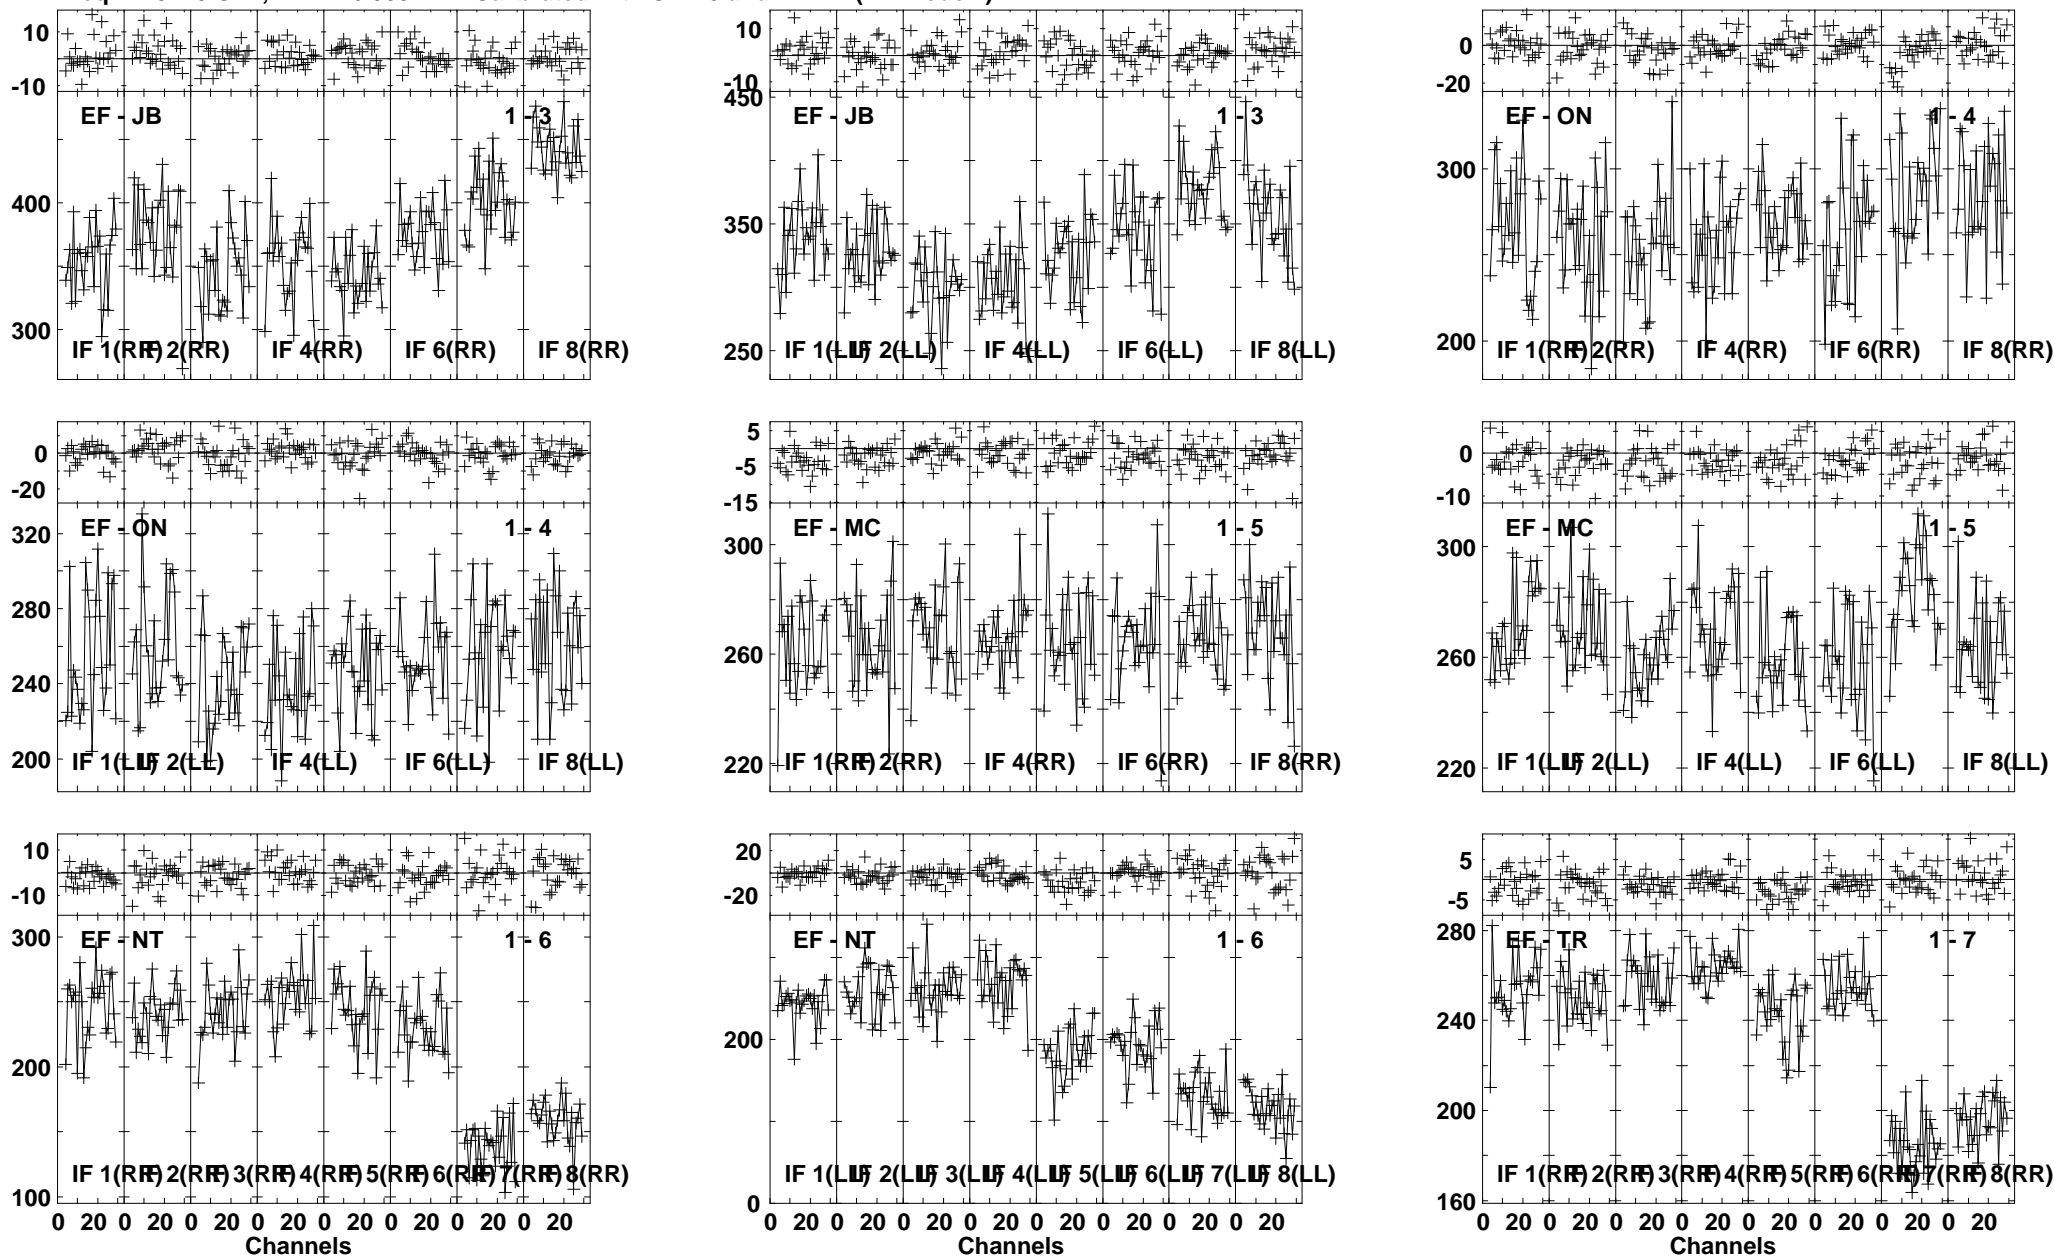 10
0
-10
EF - JB 1 - 3
400
300
IF 1(RR) IF 2(RR) IF 4(RR) IF 6(RR) IF 8(RR)
10
0
-10
450
EF - JB 1 - 3
350
250
IF 1(LL) IF 2(LL) IF 4(LL) IF 6(LL) IF 8(LL)
0
-20
EF - ON 1 - 4
300
200
IF 1(RR) IF 2(RR) IF 4(RR) IF 6(RR) IF 8(RR)
0
-20
320
EF - ON 1 - 4
280
240
200
IF 1(LL) IF 2(LL) IF 4(LL) IF 6(LL) IF 8(LL)
5
-5
-15
EF - MC 1 - 5
300
260
220
IF 1(RR) IF 2(RR) IF 4(RR) IF 6(RR) IF 8(RR)
0
-10
EF - MC 1 - 5
300
260
220
IF 1(LL) IF 2(LL) IF 4(LL) IF 6(LL) IF 8(LL)
10
-10
300
EF - NT 1 - 6
200
IF 1(RR) IF 2(RR) IF 3(RR) IF 4(RR) IF 5(RR) IF 6(RR) IF 7(RR) IF 8(RR)
100
0 20 0 20 0 20 0 20 0 20 0 20 0 20 0 20
Channels
20
-20
EF - NT 1 - 6
200
IF 1(LL) IF 2(LL) IF 3(LL) IF 4(LL) IF 5(LL) IF 6(LL) IF 7(LL) IF 8(LL)
0
0 20 0 20 0 20 0 20 0 20 0 20 0 20 0 20
Channels
5
-5
280
EF - TR 1 - 7
240
200
IF 1(RR) IF 2(RR) IF 3(RR) IF 4(RR) IF 5(RR) IF 6(RR) IF 7(RR) IF 8(RR)
160
0 20 0 20 0 20 0 20 0 20 0 20 0 20 0 20
Channels